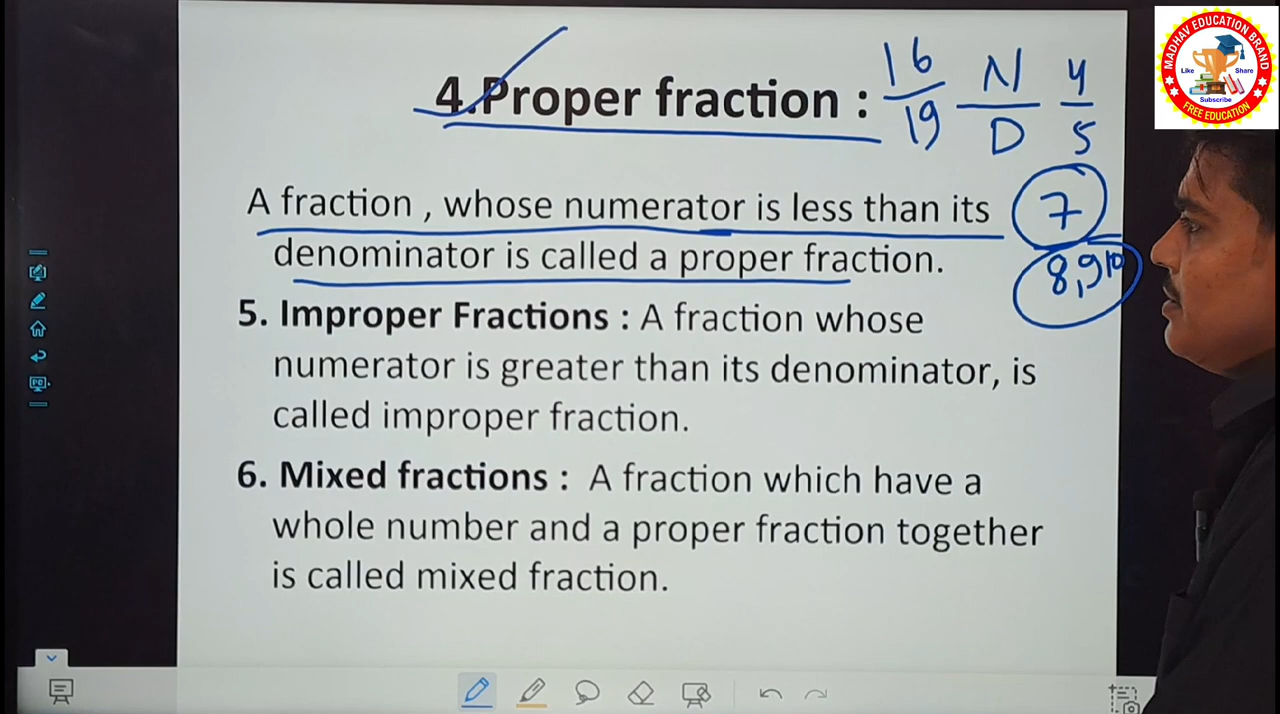 4.Proper fraction :
16 N 4
19 D 5
A fraction , whose numerator is less than its
7
denominator is called a proper fraction.
8,9 10
5. Improper Fractions : A fraction whose
numerator is greater than its denominator, is
called improper fraction.
6. Mixed fractions : A fraction which have a
whole number and a proper fraction together
is called mixed fraction.
MADHAV EDUCATION BRAND
Like
Share
Subscribe
FREE EDUCATION
PC